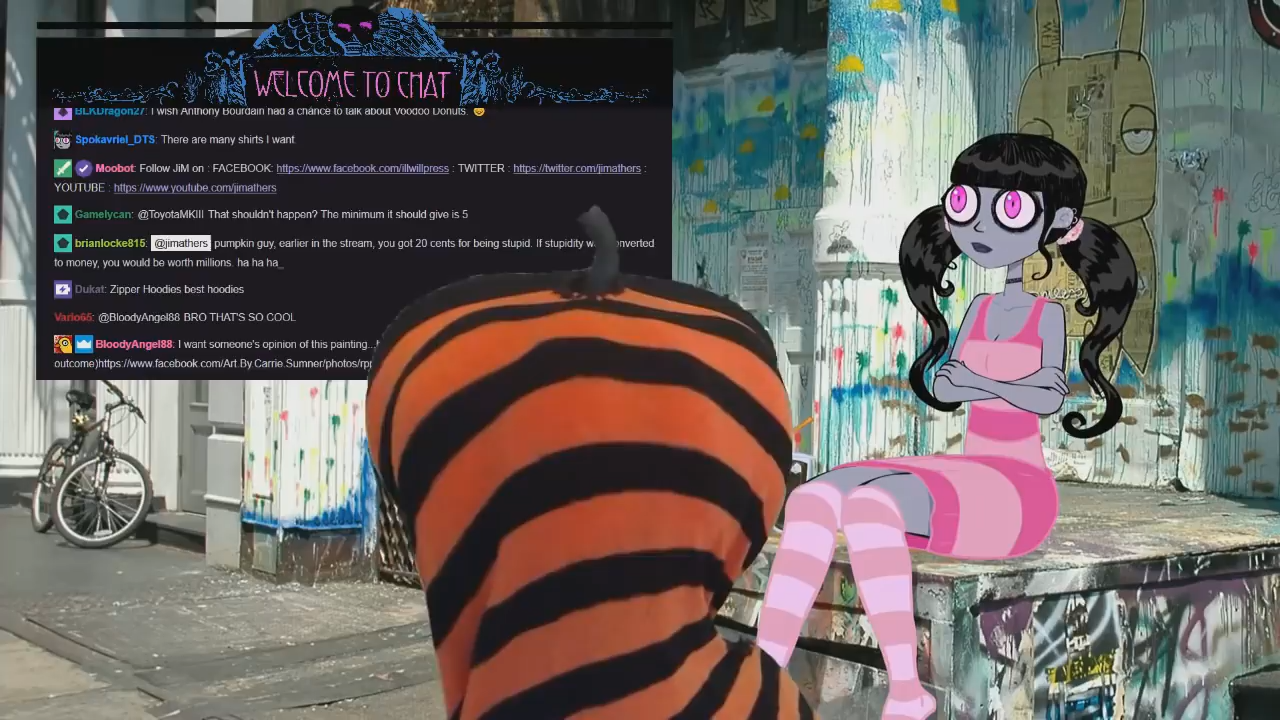 WELCOME TO CHAT
BLKDragon27: I wish Anthony Bourdain had a chance to talk about Voodoo Donuts.
Spokavriel_DTS: There are many shirts I want
Moobot: Follow JiM on : FACEBOOK: https://www.facebook.com/illwillpress : TWITTER : https://twitter.com/jimathers :
YOUTUBE : https://www.youtube.com/jimathers
Gamelycan: @ToyotaMKIII That shouldn't happen? The minimum it should give is 5
brianlocke815: @jimathers pumpkin guy, earlier in the stream, you got 20 cents for being stupid. If stupidity
to money, you would be worth millions. ha ha ha_
Dukat: Zipper Hoodies best hoodies
Vario65: @BloodyAngel88 BRO THAT'S SO COOL
BloodyAngel88: I want someone's opinion of this painting...
outcome)https://www.facebook.com/Art.By.Carrie.Sumner/photos/